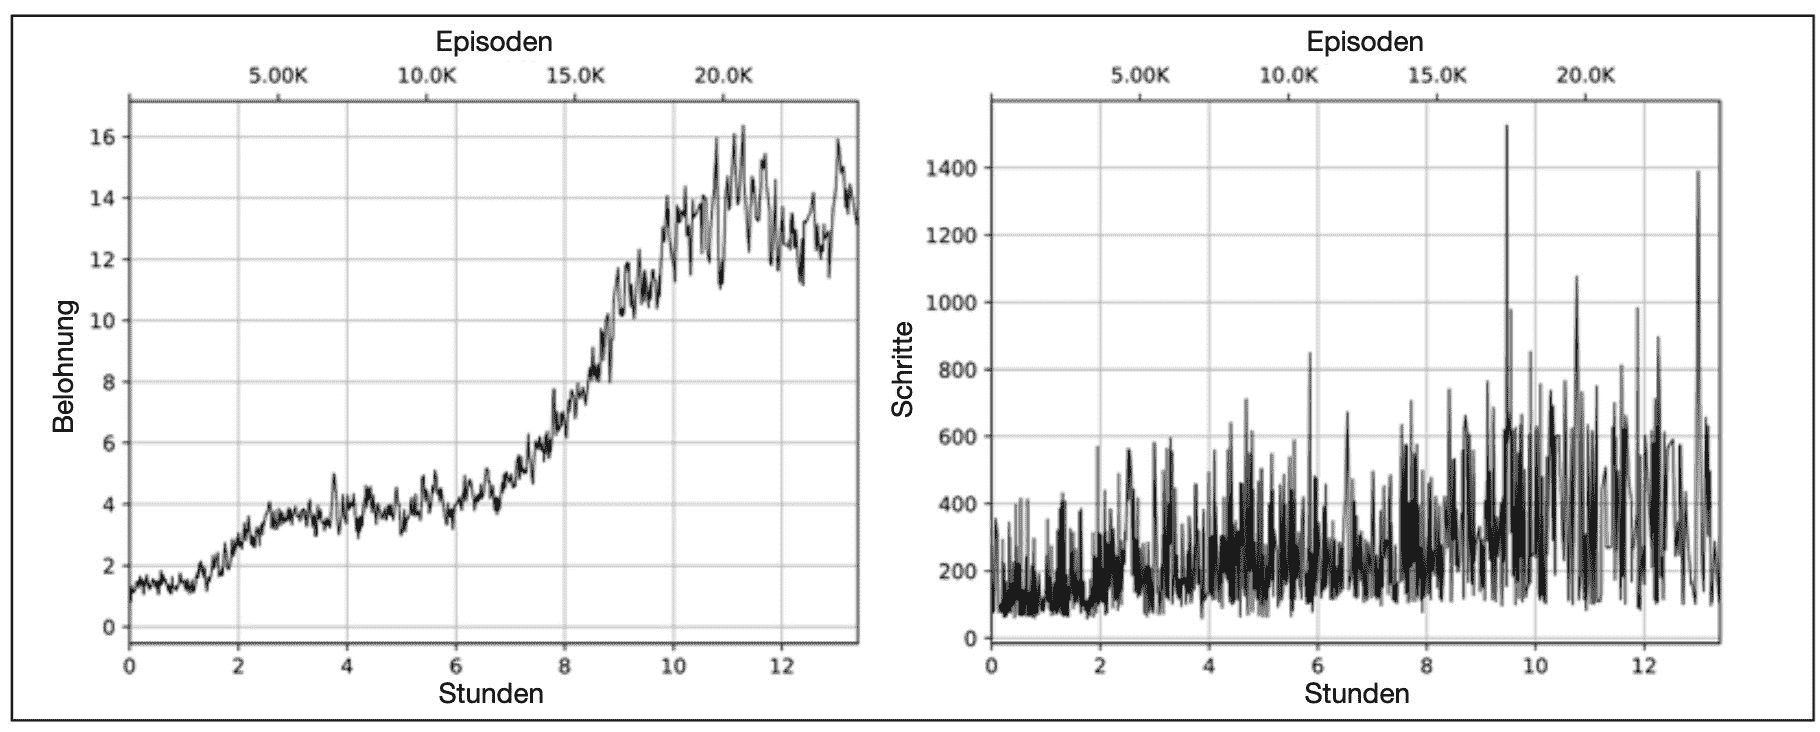 Episoden
5.00K 10.0K 15.0K 20.0K
16
14
12
10
8
6
4
2
0
Belohnung
0 2 4 6 8 10 12
Stunden
Episoden
5.00K 10.0K 15.0K 20.0K
1400
1200
1000
800
600
400
200
0
Schritte
0 2 4 6 8 10 12
Stunden